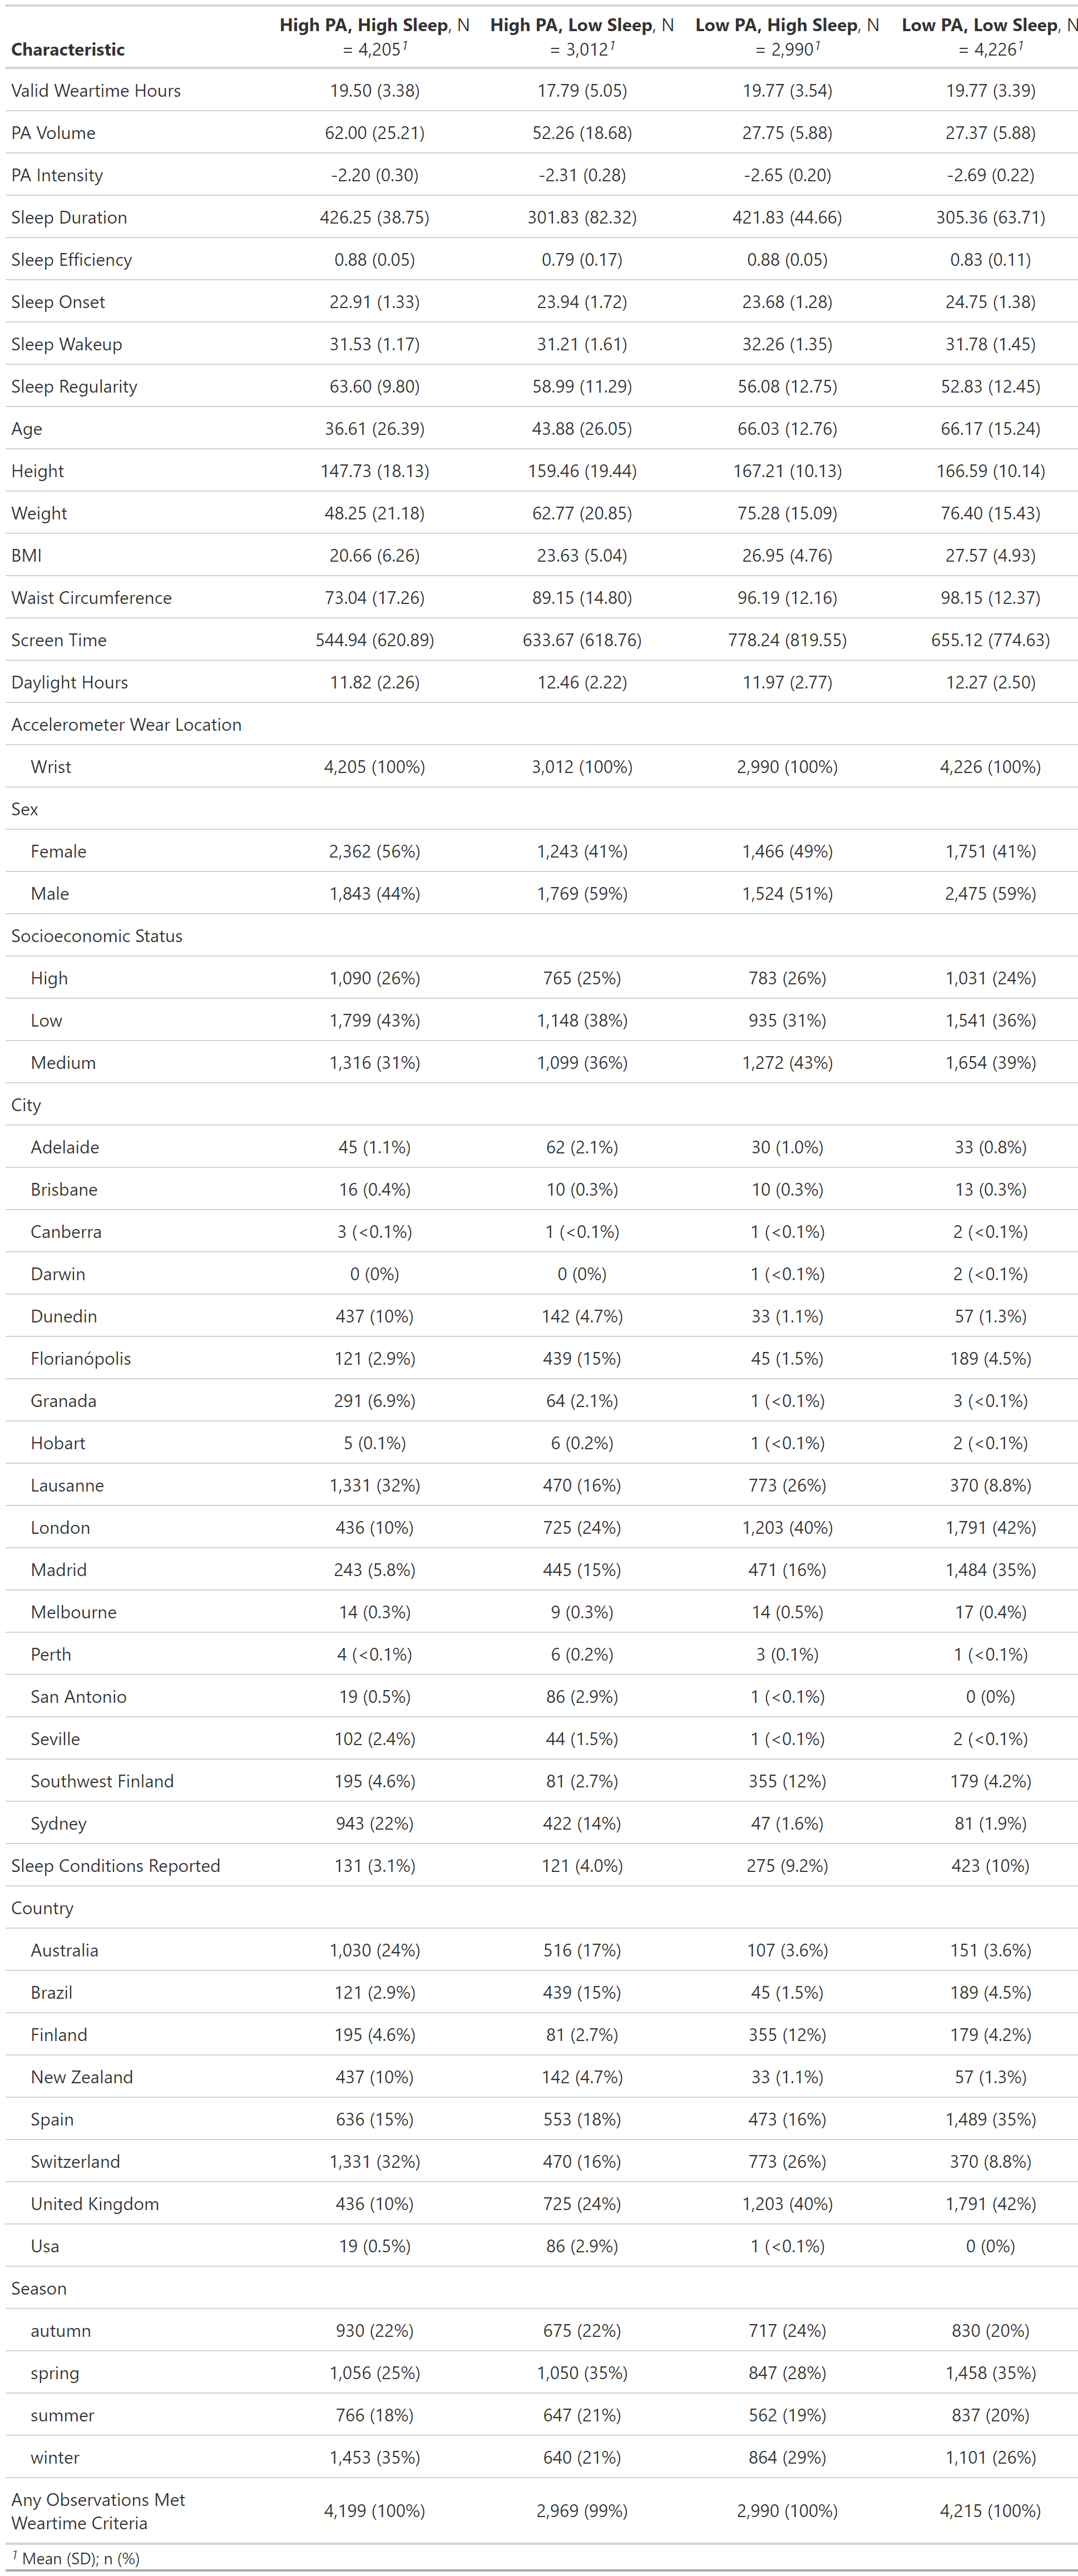 Characteristic High PA, High Sleep, N = 4,205¹ High PA, Low Sleep, N = 3,012¹ Low PA, High Sleep, N = 2,990¹ Low PA, Low Sleep, N = 4,226¹
Valid Weartime Hours 19.50 (3.38) 17.79 (5.05) 19.77 (3.54) 19.77 (3.39)
PA Volume 62.00 (25.21) 52.26 (18.68) 27.75 (5.88) 27.37 (5.88)
PA Intensity -2.20 (0.30) -2.31 (0.28) -2.65 (0.20) -2.69 (0.22)
Sleep Duration 426.25 (38.75) 301.83 (82.32) 421.83 (44.66) 305.36 (63.71)
Sleep Efficiency 0.88 (0.05) 0.79 (0.17) 0.88 (0.05) 0.83 (0.11)
Sleep Onset 22.91 (1.33) 23.94 (1.72) 23.68 (1.28) 24.75 (1.38)
Sleep Wakeup 31.53 (1.17) 31.21 (1.61) 32.26 (1.35) 31.78 (1.45)
Sleep Regularity 63.60 (9.80) 58.99 (11.29) 56.08 (12.75) 52.83 (12.45)
Age 36.61 (26.39) 43.88 (26.05) 66.03 (12.76) 66.17 (15.24)
Height 147.73 (18.13) 159.46 (19.44) 167.21 (10.13) 166.59 (10.14)
Weight 48.25 (21.18) 62.77 (20.85) 75.28 (15.09) 76.40 (15.43)
BMI 20.66 (6.26) 23.63 (5.04) 26.95 (4.76) 27.57 (4.93)
Waist Circumference 73.04 (17.26) 89.15 (14.80) 96.19 (12.16) 98.15 (12.37)
Screen Time 544.94 (620.89) 633.67 (618.76) 778.24 (819.55) 655.12 (774.63)
Daylight Hours 11.82 (2.26) 12.46 (2.22) 11.97 (2.77) 12.27 (2.50)
Accelerometer Wear Location
Wrist 4,205 (100%) 3,012 (100%) 2,990 (100%) 4,226 (100%)
Sex
Female 2,362 (56%) 1,243 (41%) 1,466 (49%) 1,751 (41%)
Male 1,843 (44%) 1,769 (59%) 1,524 (51%) 2,475 (59%)
Socioeconomic Status
High 1,090 (26%) 765 (25%) 783 (26%) 1,031 (24%)
Low 1,799 (43%) 1,148 (38%) 935 (31%) 1,541 (36%)
Medium 1,316 (31%) 1,099 (36%) 1,272 (43%) 1,654 (39%)
City
Adelaide 45 (1.1%) 62 (2.1%) 30 (1.0%) 33 (0.8%)
Brisbane 16 (0.4%) 10 (0.3%) 10 (0.3%) 13 (0.3%)
Canberra 3 (<0.1%) 1 (<0.1%) 1 (<0.1%) 2 (<0.1%)
Darwin 0 (0%) 0 (0%) 1 (<0.1%) 2 (<0.1%)
Dunedin 437 (10%) 142 (4.7%) 33 (1.1%) 57 (1.3%)
Florianópolis 121 (2.9%) 439 (15%) 45 (1.5%) 189 (4.5%)
Granada 291 (6.9%) 64 (2.1%) 1 (<0.1%) 3 (<0.1%)
Hobart 5 (0.1%) 6 (0.2%) 1 (<0.1%) 2 (<0.1%)
Lausanne 1,331 (32%) 470 (16%) 773 (26%) 370 (8.8%)
London 436 (10%) 725 (24%) 1,203 (40%) 1,791 (42%)
Madrid 243 (5.8%) 445 (15%) 471 (16%) 1,484 (35%)
Melbourne 14 (0.3%) 9 (0.3%) 14 (0.5%) 17 (0.4%)
Perth 4 (<0.1%) 6 (0.2%) 3 (0.1%) 1 (<0.1%)
San Antonio 19 (0.5%) 86 (2.9%) 1 (<0.1%) 0 (0%)
Seville 102 (2.4%) 44 (1.5%) 1 (<0.1%) 2 (<0.1%)
Southwest Finland 195 (4.6%) 81 (2.7%) 355 (12%) 179 (4.2%)
Sydney 943 (22%) 422 (14%) 47 (1.6%) 81 (1.9%)
Sleep Conditions Reported 131 (3.1%) 121 (4.0%) 275 (9.2%) 423 (10%)
Country
Australia 1,030 (24%) 516 (17%) 107 (3.6%) 151 (3.6%)
Brazil 121 (2.9%) 439 (15%) 45 (1.5%) 189 (4.5%)
Finland 195 (4.6%) 81 (2.7%) 355 (12%) 179 (4.2%)
New Zealand 437 (10%) 142 (4.7%) 33 (1.1%) 57 (1.3%)
Spain 636 (15%) 553 (18%) 473 (16%) 1,489 (35%)
Switzerland 1,331 (32%) 470 (16%) 773 (26%) 370 (8.8%)
United Kingdom 436 (10%) 725 (24%) 1,203 (40%) 1,791 (42%)
Usa 19 (0.5%) 86 (2.9%) 1 (<0.1%) 0 (0%)
Season
autumn 930 (22%) 675 (22%) 717 (24%) 830 (20%)
spring 1,056 (25%) 1,050 (35%) 847 (28%) 1,458 (35%)
summer 766 (18%) 647 (21%) 562 (19%) 837 (20%)
winter 1,453 (35%) 640 (21%) 864 (29%) 1,101 (26%)
Any Observations Met
Weartime Criteria 4,199 (100%) 2,969 (99%) 2,990 (100%) 4,215 (100%)
¹ Mean (SD); n (%)